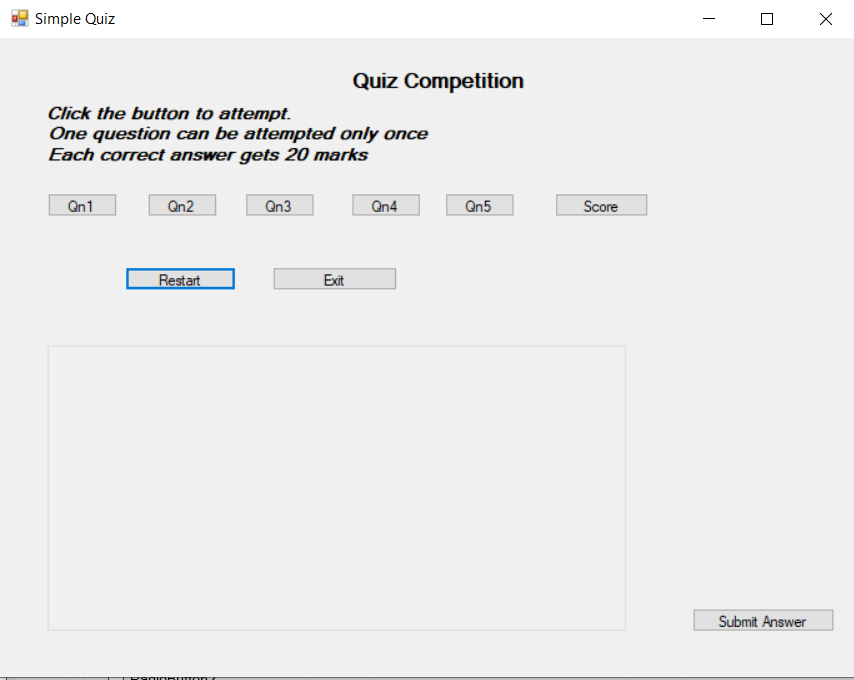 Simple Quiz
Quiz Competition
Click the button to attempt.
One question can be attempted only once
Each correct answer gets 20 marks
Qn1 Qn2 Qn3 Qn4 Qn5 Score
Restart Exit
Submit Answer